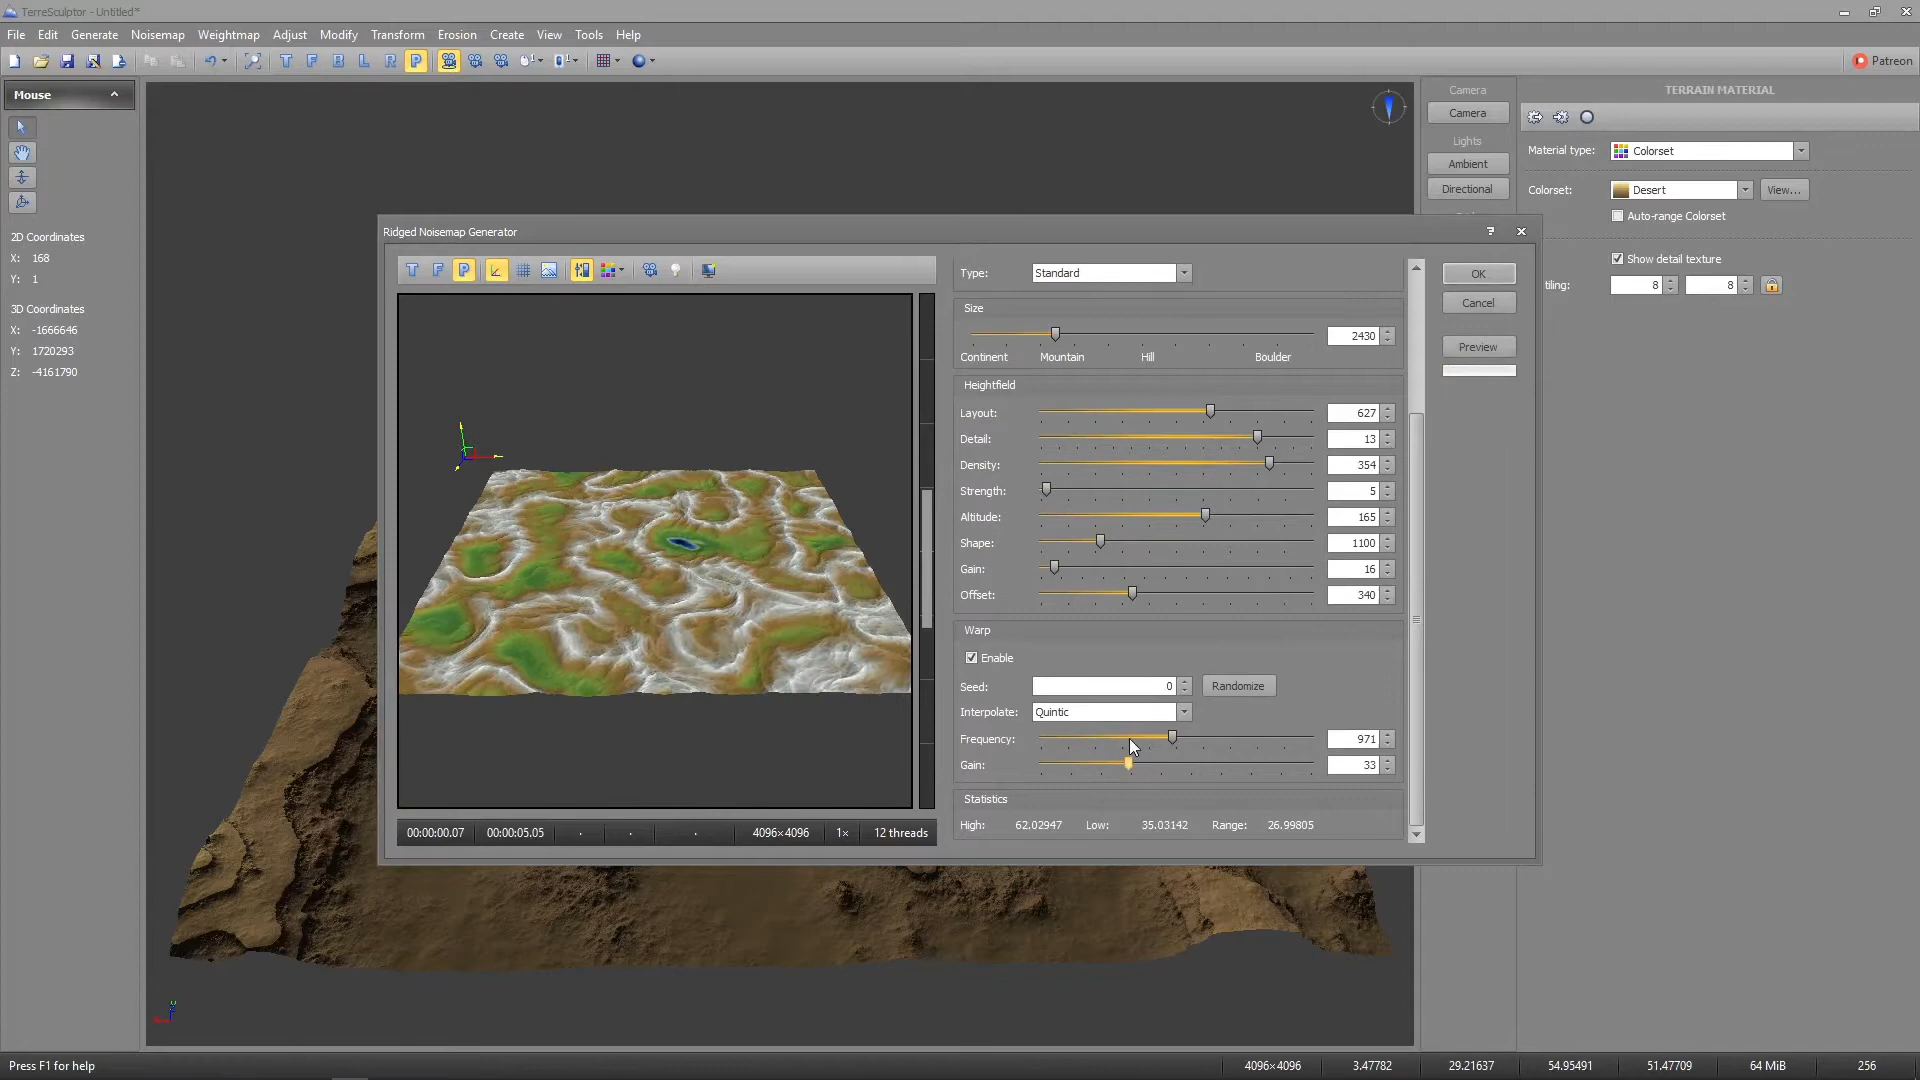 TerreSculptor - Untitled*
File Edit Generate Noisemap Weightmap Adjust Modify Transform Erosion Create View Tools Help
T F B L R P
Patreon
Mouse
2D Coordinates
X: 168
Y: 1
3D Coordinates
X: -1666646
Y: 1720293
Z: -4161790
Camera
Camera
Lights
Ambient
Directional
TERRAIN MATERIAL
Material type: Colorset
Colorset: Desert View...
Auto-range Colorset
Show detail texture
tiling: 8 8
Ridged Noisemap Generator
T F P
Type: Standard
Size
2430
Continent Mountain Hill Boulder
Heightfield
Layout: 627
Detail: 13
Density: 354
Strength: 5
Altitude: 165
Shape: 1100
Gain: 16
Offset: 340
Warp
Enable
Seed: 0 Randomize
Interpolate: Quintic
Frequency: 971
Gain: 33
Statistics
High: 62.02947 Low: 35.03142 Range: 26.99805
OK
Cancel
Preview
00:00:00.07 00:00:05.05 . . . 4096×4096 1× 12 threads
Press F1 for help
4096×4096 3.47782 29.21637 54.95491 51.47709 64 MiB 256